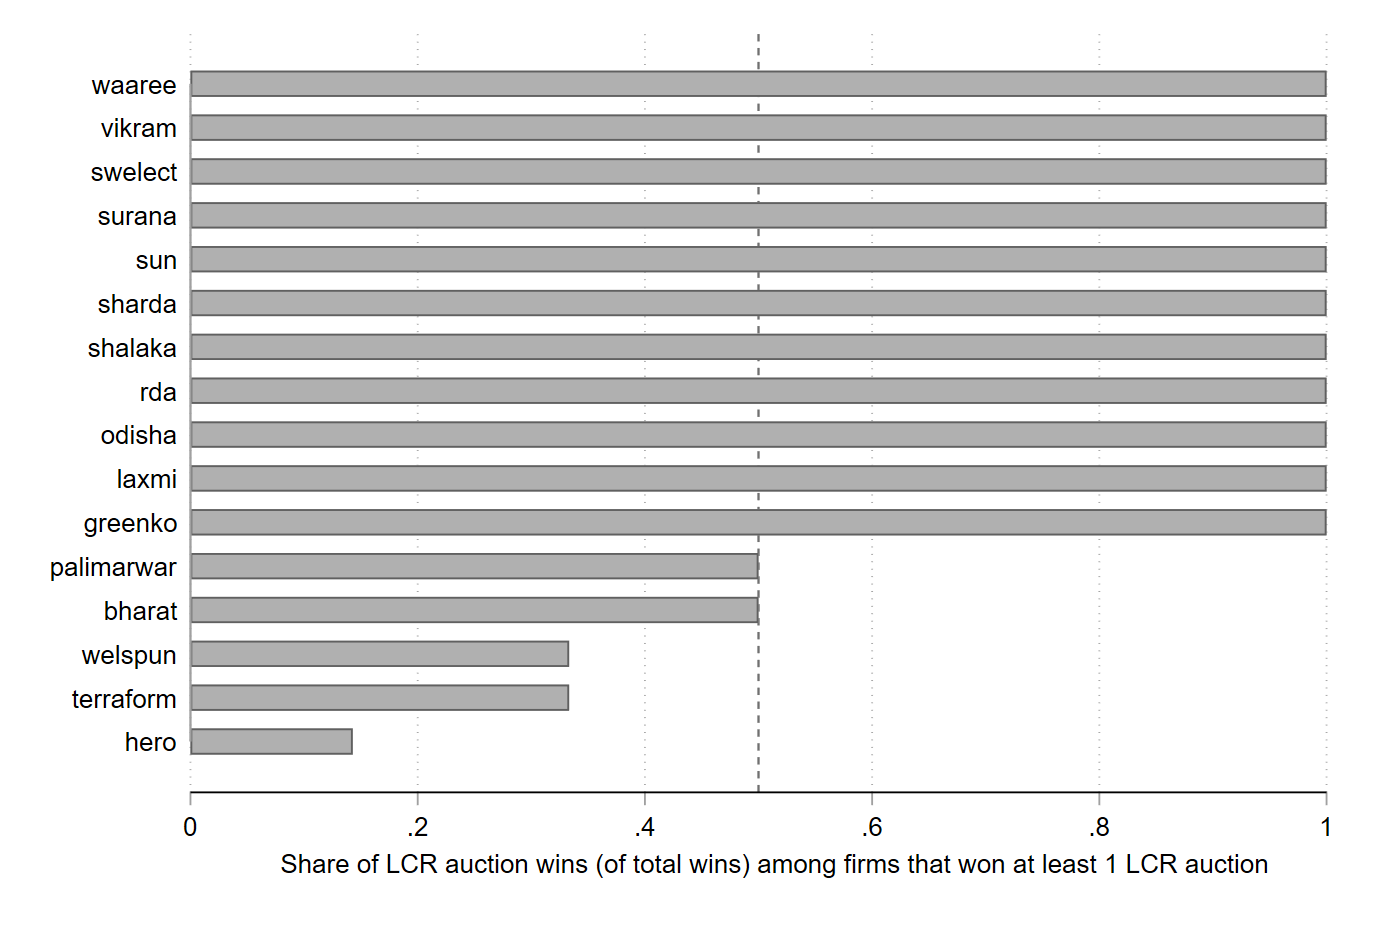 waaree
vikram
swelect
surana
sun
sharda
shalaka
rda
odisha
laxmi
greenko
palimarwar
bharat
welspun
terraform
hero
0 .2 .4 .6 .8 1
Share of LCR auction wins (of total wins) among firms that won at least 1 LCR auction